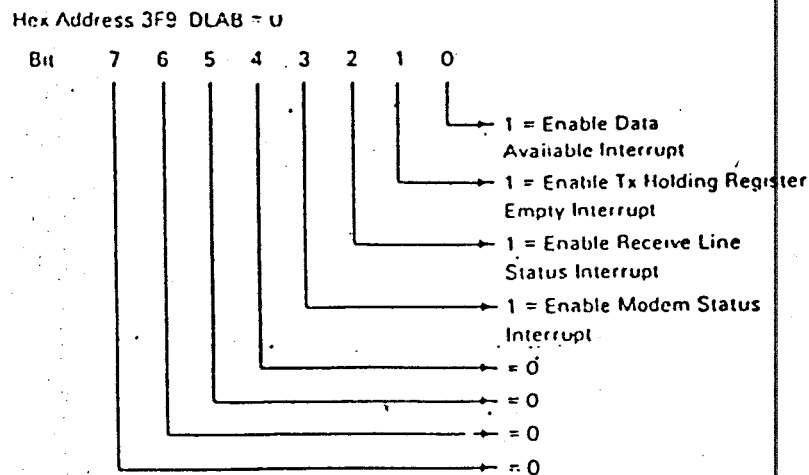 Hex Address 3F9 DLAB = 0
Bit 7 6 5 4 3 2 1 0
1 = Enable Data
Available Interrupt
1 = Enable Tx Holding Register
Empty Interrupt
1 = Enable Receive Line
Status Interrupt
1 = Enable Modem Status
Interrupt
= 0
= 0
= 0
= 0